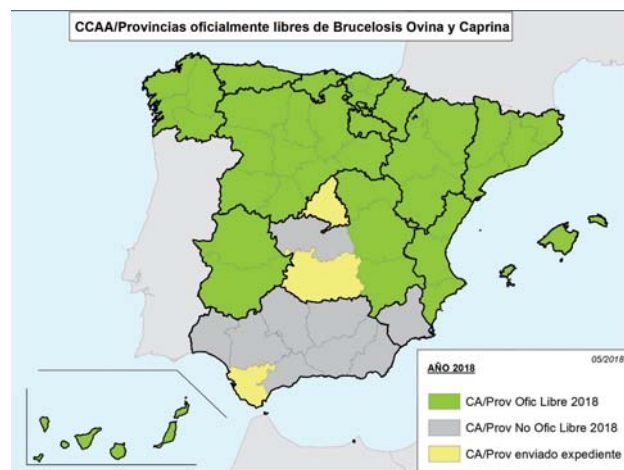 CCAA/Provincias oficialmente libres de Brucelosis Ovina y Caprina
05/2018
AÑO 2018
CA/Prov Ofic Libre 2018
CA/Prov No Ofic Libre 2018
CA/Prov enviado expediente